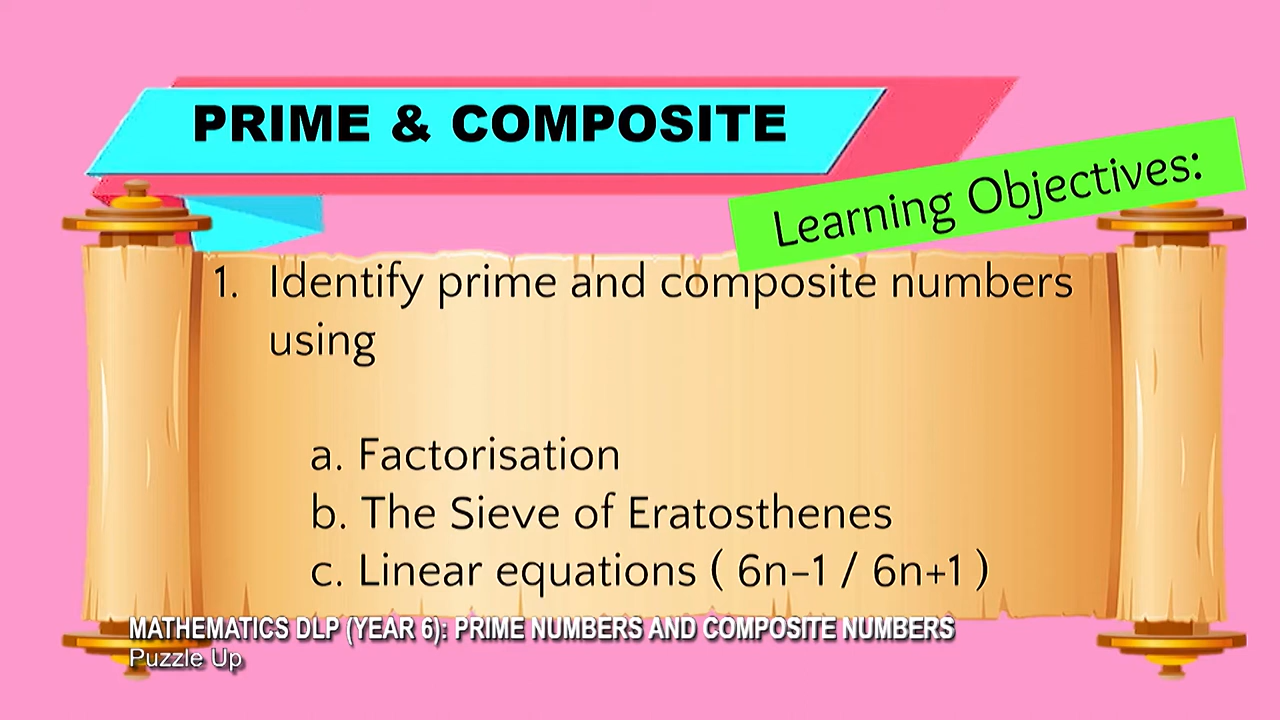 PRIME & COMPOSITE
Learning Objectives:
1. Identify prime and composite numbers
using
a. Factorisation
b. The Sieve of Eratosthenes
c. Linear equations ( 6n-1 / 6n+1 )
MATHEMATICS DLP (YEAR 6): PRIME NUMBERS AND COMPOSITE NUMBERS
Puzzle Up